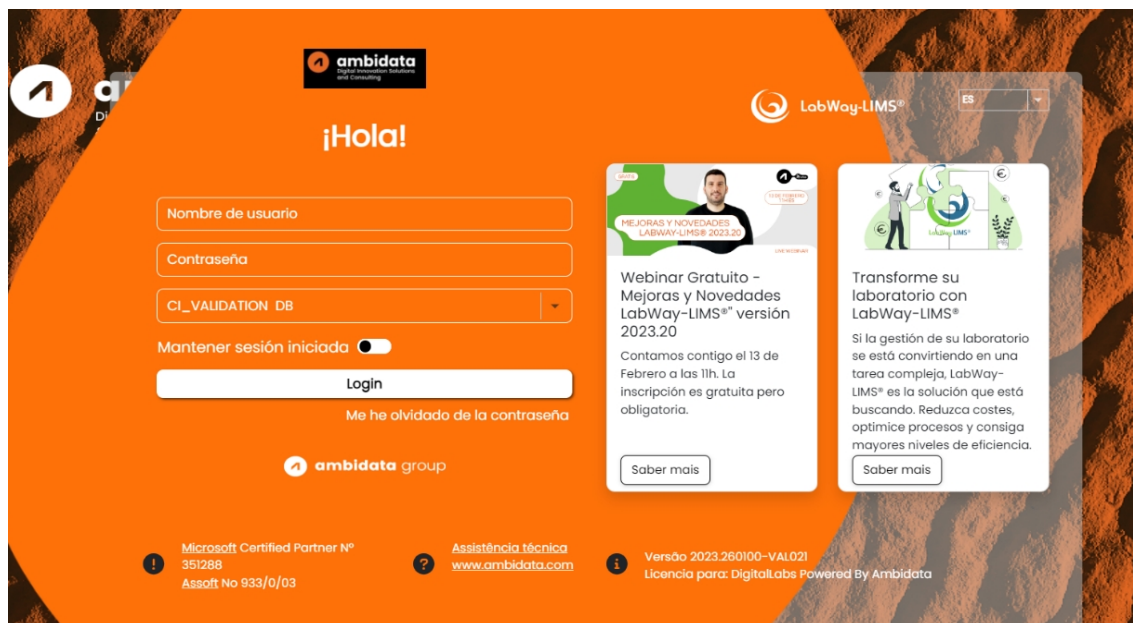 ambidata
Digital Innovation Solutions
and Consulting
LabWay-LIMS®
ES
¡Hola!
Nombre de usuario
Contraseña
CI_VALIDATION DB
Mantener sesión iniciada
Login
Me he olvidado de la contraseña
ambidata group
MEJORAS Y NOVEDADES
LABWAY-LIMS® 2023.20
LIVE WEBINAR
Webinar Gratuito -
Mejoras y Novedades
LabWay-LIMS®" versión
2023.20
Contamos contigo el 13 de
Febrero a las 11h. La
inscripción es gratuita pero
obligatoria.
Saber mais
LabWay LIMS®
Transforme su
laboratorio con
LabWay-LIMS®
Si la gestión de su laboratorio
se está convirtiendo en una
tarea compleja, LabWay-
LIMS® es la solución que está
buscando. Reduzca costes,
optimice procesos y consiga
mayores niveles de eficiencia.
Saber mais
Microsoft Certified Partner Nº
351288
Assoft No 933/0/03
Assistência técnica
www.ambidata.com
Versão 2023.260100-VAL021
Licencia para: DigitalLabs Powered By Ambidata